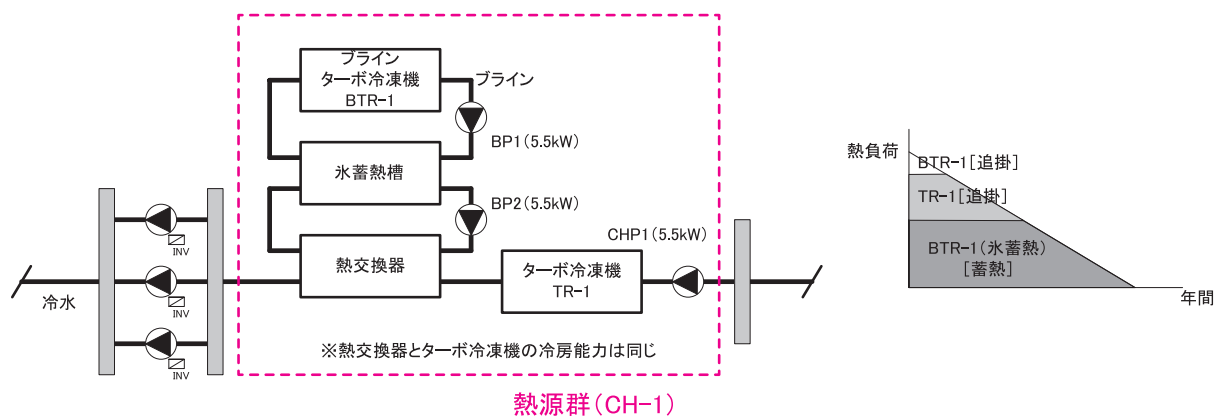 ブライン
ターボ冷凍機
BTR-1
ブライン
BP1(5.5kW)
氷蓄熱槽
BP2(5.5kW)
熱交換器
CHP1(5.5kW)
ターボ冷凍機
TR-1
INV
INV
INV
冷水
※熱交換器とターボ冷凍機の冷房能力は同じ
熱源群(CH-1)
熱負荷
BTR-1[追掛]
TR-1[追掛]
BTR-1(氷蓄熱)
[蓄熱]
年間